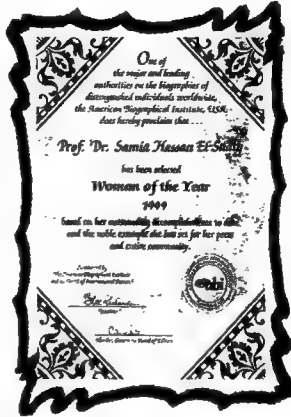 One of
the major and leading
authorities on the biographies of
distinguished individuals worldwide,
the American Biographical Institute, USA,
does hereby proclaim that
Prof. Dr. Samia Hassan El-
has been selected
Woman of the Year
1999
based on her outstanding accomplishments to date
and the noble example she has set for her peers
and entire community.